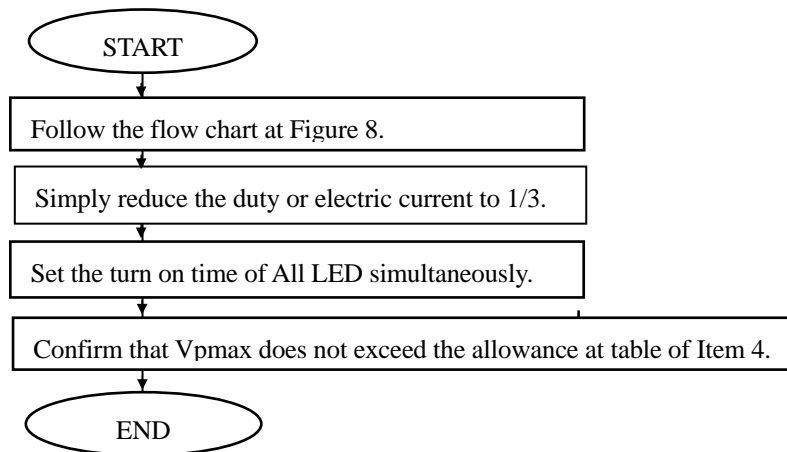 START
Follow the flow chart at Figure 8.
Simply reduce the duty or electric current to 1/3.
Set the turn on time of All LED simultaneously.
Confirm that Vpmax does not exceed the allowance at table of Item 4.
END